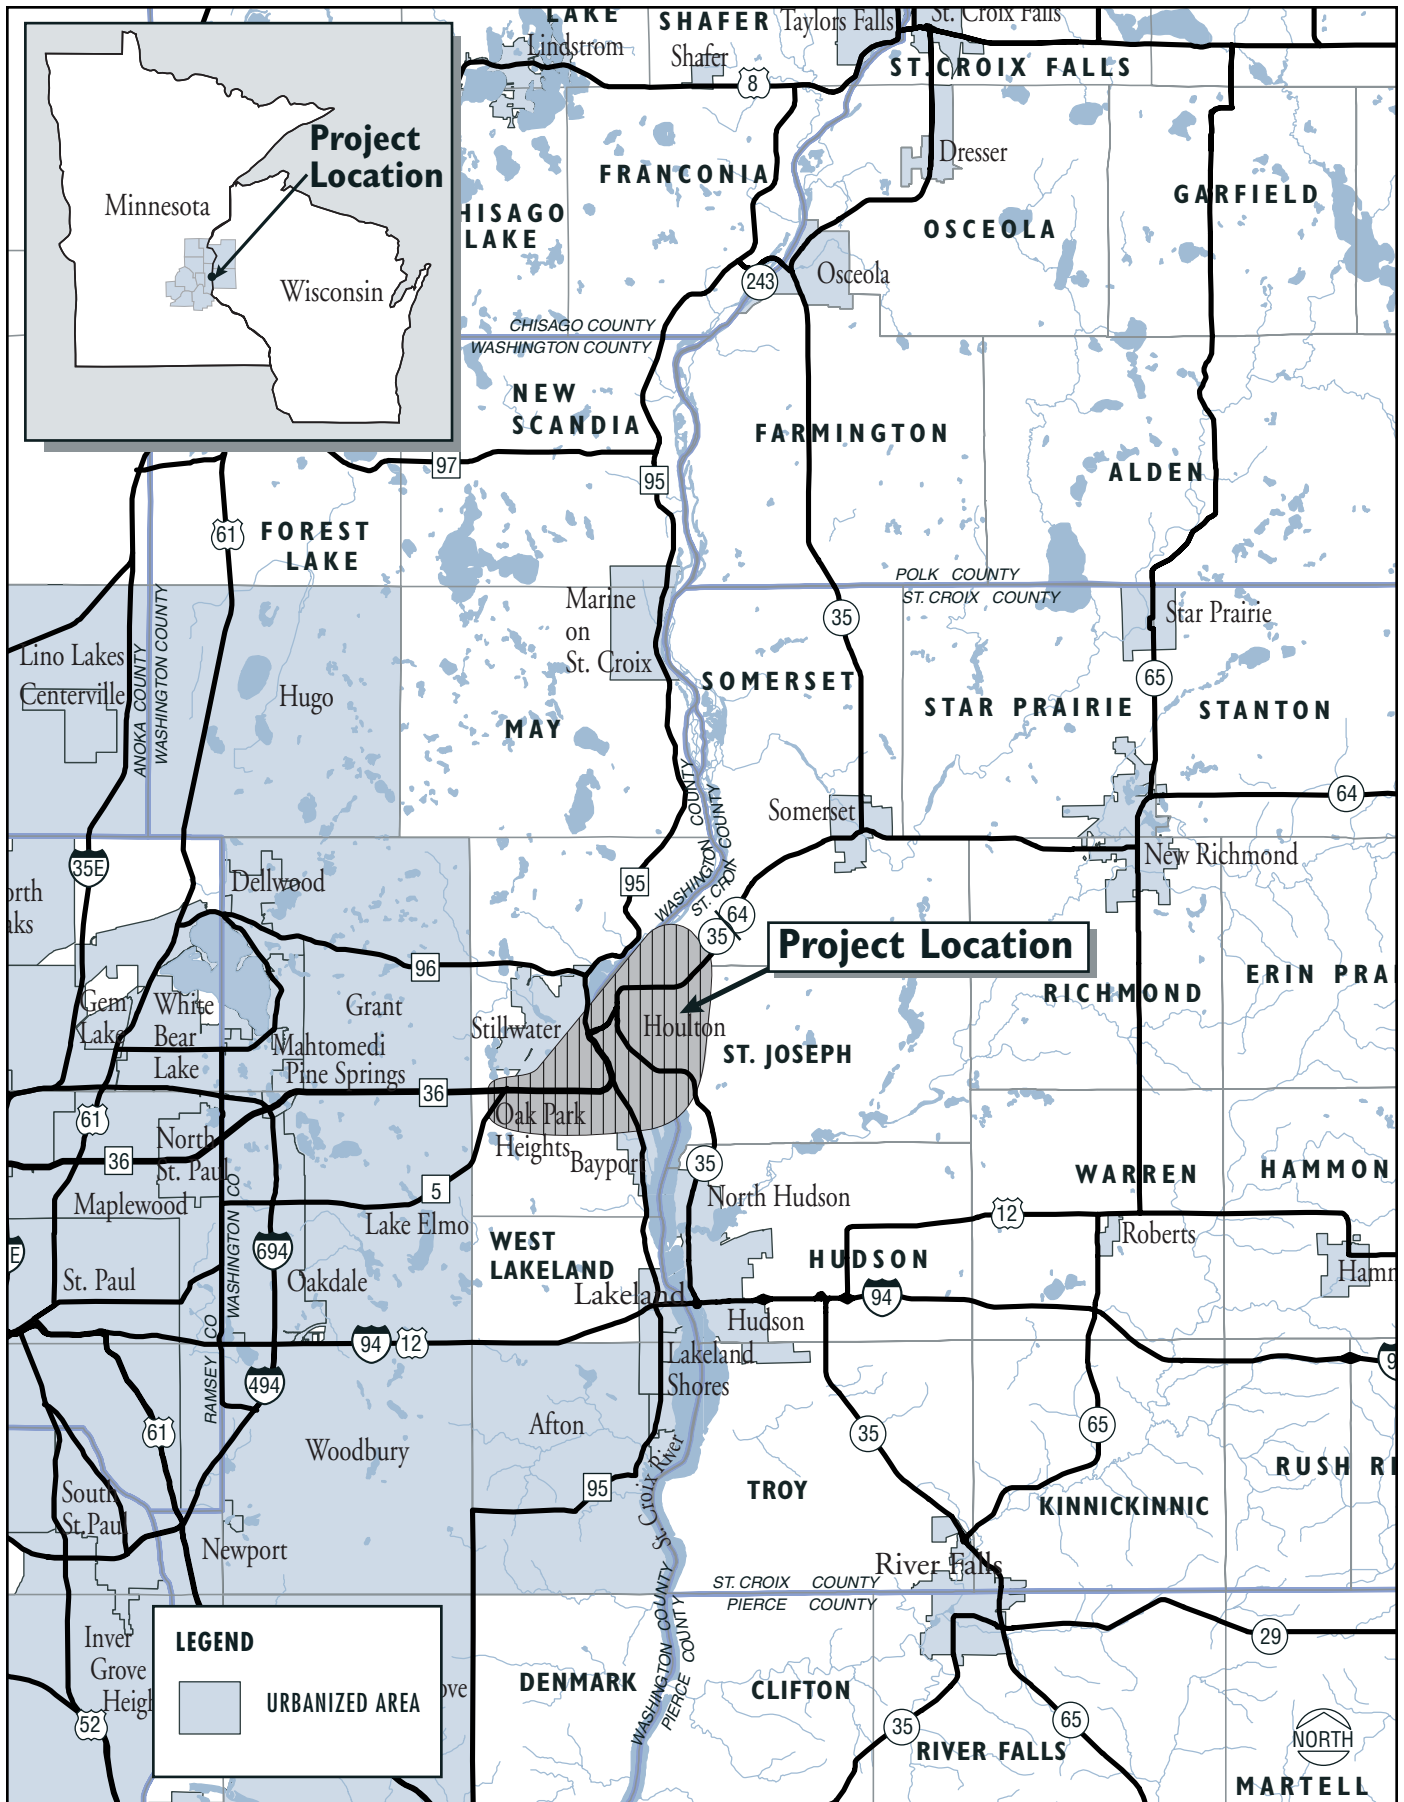 LAKE
SHAFER
Taylors Falls
St. Croix Falls
Lindstrom
Shafer
ST. CROIX FALLS
8
Project
Location
Minnesota
Wisconsin
Dresser
FRANCONIA
GARFIELD
HISAGO
LAKE
OSCEOLA
Osceola
243
CHISAGO COUNTY
WASHINGTON COUNTY
NEW
SCANDIA
FARMINGTON
97
95
ALDEN
61
FOREST
LAKE
POLK COUNTY
ST. CROIX COUNTY
Marine
on
St. Croix
35
Star Prairie
Lino Lakes
Centerville
ANOKA COUNTY
WASHINGTON COUNTY
Hugo
SOMERSET
65
MAY
STAR PRAIRIE
STANTON
WASHINGTON COUNTY
ST. CROIX COUNTY
Somerset
64
35E
Dellwood
95
New Richmond
orth
aks
64
35
Project Location
96
RICHMOND
ERIN PRAI
Gem
Lake
White
Bear
Lake
Grant
Stillwater
Houlton
Mahtomedi
Pine Springs
ST. JOSEPH
36
61
Oak Park
Heights
North
St. Paul
36
Bayport
35
WARREN
HAMMON
Maplewood
5
North Hudson
WASHINGTON CO
RAMSEY CO
Lake Elmo
12
Roberts
694
WEST
LAKELAND
HUDSON
E
St. Paul
Oakdale
Lakeland
94
Hamm
Hudson
94
12
Lakeland
Shores
9
494
61
Afton
35
65
Woodbury
St. Croix River
RUSH RI
95
TROY
KINNICKINNIC
South
St. Paul
Newport
River Falls
ST. CROIX COUNTY
PIERCE COUNTY
WASHINGTON COUNTY
PIERCE COUNTY
LEGEND
URBANIZED AREA
Inver
Grove
Heigh
ove
29
DENMARK
CLIFTON
52
35
65
RIVER FALLS
NORTH
MARTELL